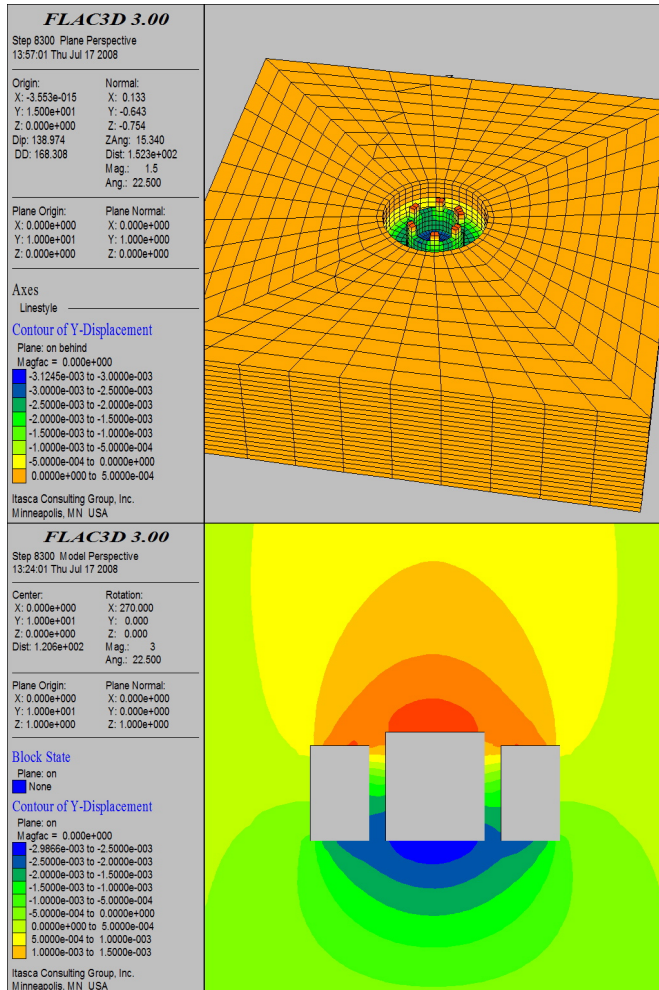 FLAC3D 3.00
Step 8300 Plane Perspective
13:57:01 Thu Jul 17 2008
Origin: Normal:
X: -3.553e-015 X: 0.133
Y: 1.500e+001 Y: -0.643
Z: 0.000e+000 Z: -0.754
Dip: 138.974 ZAng: 15.340
DD: 168.308 Dist: 1.523e+002
Mag.: 1.5
Ang.: 22.500
Plane Origin: Plane Normal:
X: 0.000e+000 X: 0.000e+000
Y: 1.000e+001 Y: 1.000e+000
Z: 0.000e+000 Z: 0.000e+000
Axes
Linestyle
Contour of Y-Displacement
Plane: on behind
Magfac = 0.000e+000
-3.1245e-003 to -3.0000e-003
-3.0000e-003 to -2.5000e-003
-2.5000e-003 to -2.0000e-003
-2.0000e-003 to -1.5000e-003
-1.5000e-003 to -1.0000e-003
-1.0000e-003 to -5.0000e-004
-5.0000e-004 to 0.0000e+000
0.0000e+000 to 5.0000e-004
Itasca Consulting Group, Inc.
Minneapolis, MN USA
FLAC3D 3.00
Step 8300 Model Perspective
13:24:01 Thu Jul 17 2008
Center: Rotation:
X: 0.000e+000 X: 270.000
Y: 1.000e+001 Y: 0.000
Z: 0.000e+000 Z: 0.000
Dist: 1.206e+002 Mag.: 3
Ang.: 22.500
Plane Origin: Plane Normal:
X: 0.000e+000 X: 0.000e+000
Y: 1.000e+001 Y: 0.000e+000
Z: 1.000e+000 Z: 1.000e+000
Block State
Plane: on
None
Contour of Y-Displacement
Plane: on
Magfac = 0.000e+000
-2.9866e-003 to -2.5000e-003
-2.5000e-003 to -2.0000e-003
-2.0000e-003 to -1.5000e-003
-1.5000e-003 to -1.0000e-003
-1.0000e-003 to -5.0000e-004
-5.0000e-004 to 0.0000e+000
0.0000e+000 to 5.0000e-004
5.0000e-004 to 1.0000e-003
1.0000e-003 to 1.5000e-003
Itasca Consulting Group, Inc.
Minneapolis, MN USA